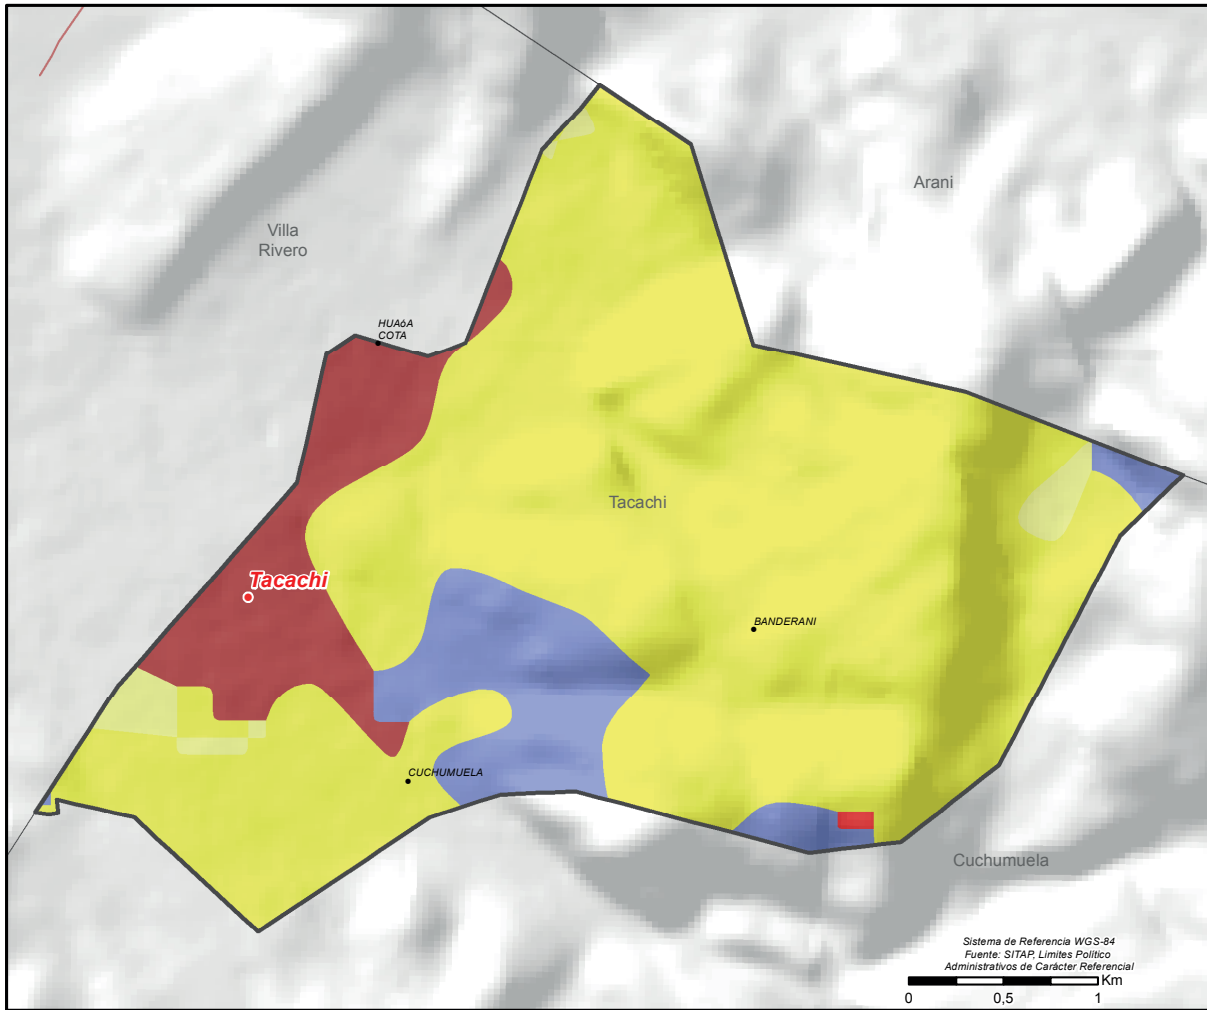 Arani
Villa
Rivero
HUAóA
COTA
Tacachi
Tacachi
BANDERANI
CUCHUMUELA
Cuchumuela
Sistema de Referencia WGS-84
Fuente: SITAP, Limites Político
Administrativos de Carácter Referencial
Km
0 0,5 1